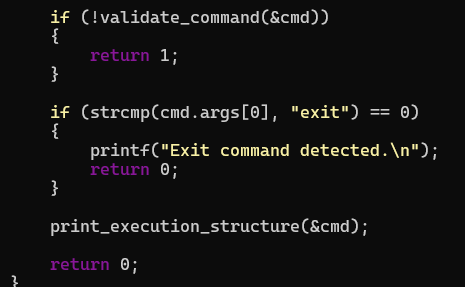 if (!validate_command(&cmd))
{
return 1;
}
if (strcmp(cmd.args[0], "exit") == 0)
{
printf("Exit command detected.\n");
return 0;
}
print_execution_structure(&cmd);
return 0;
}